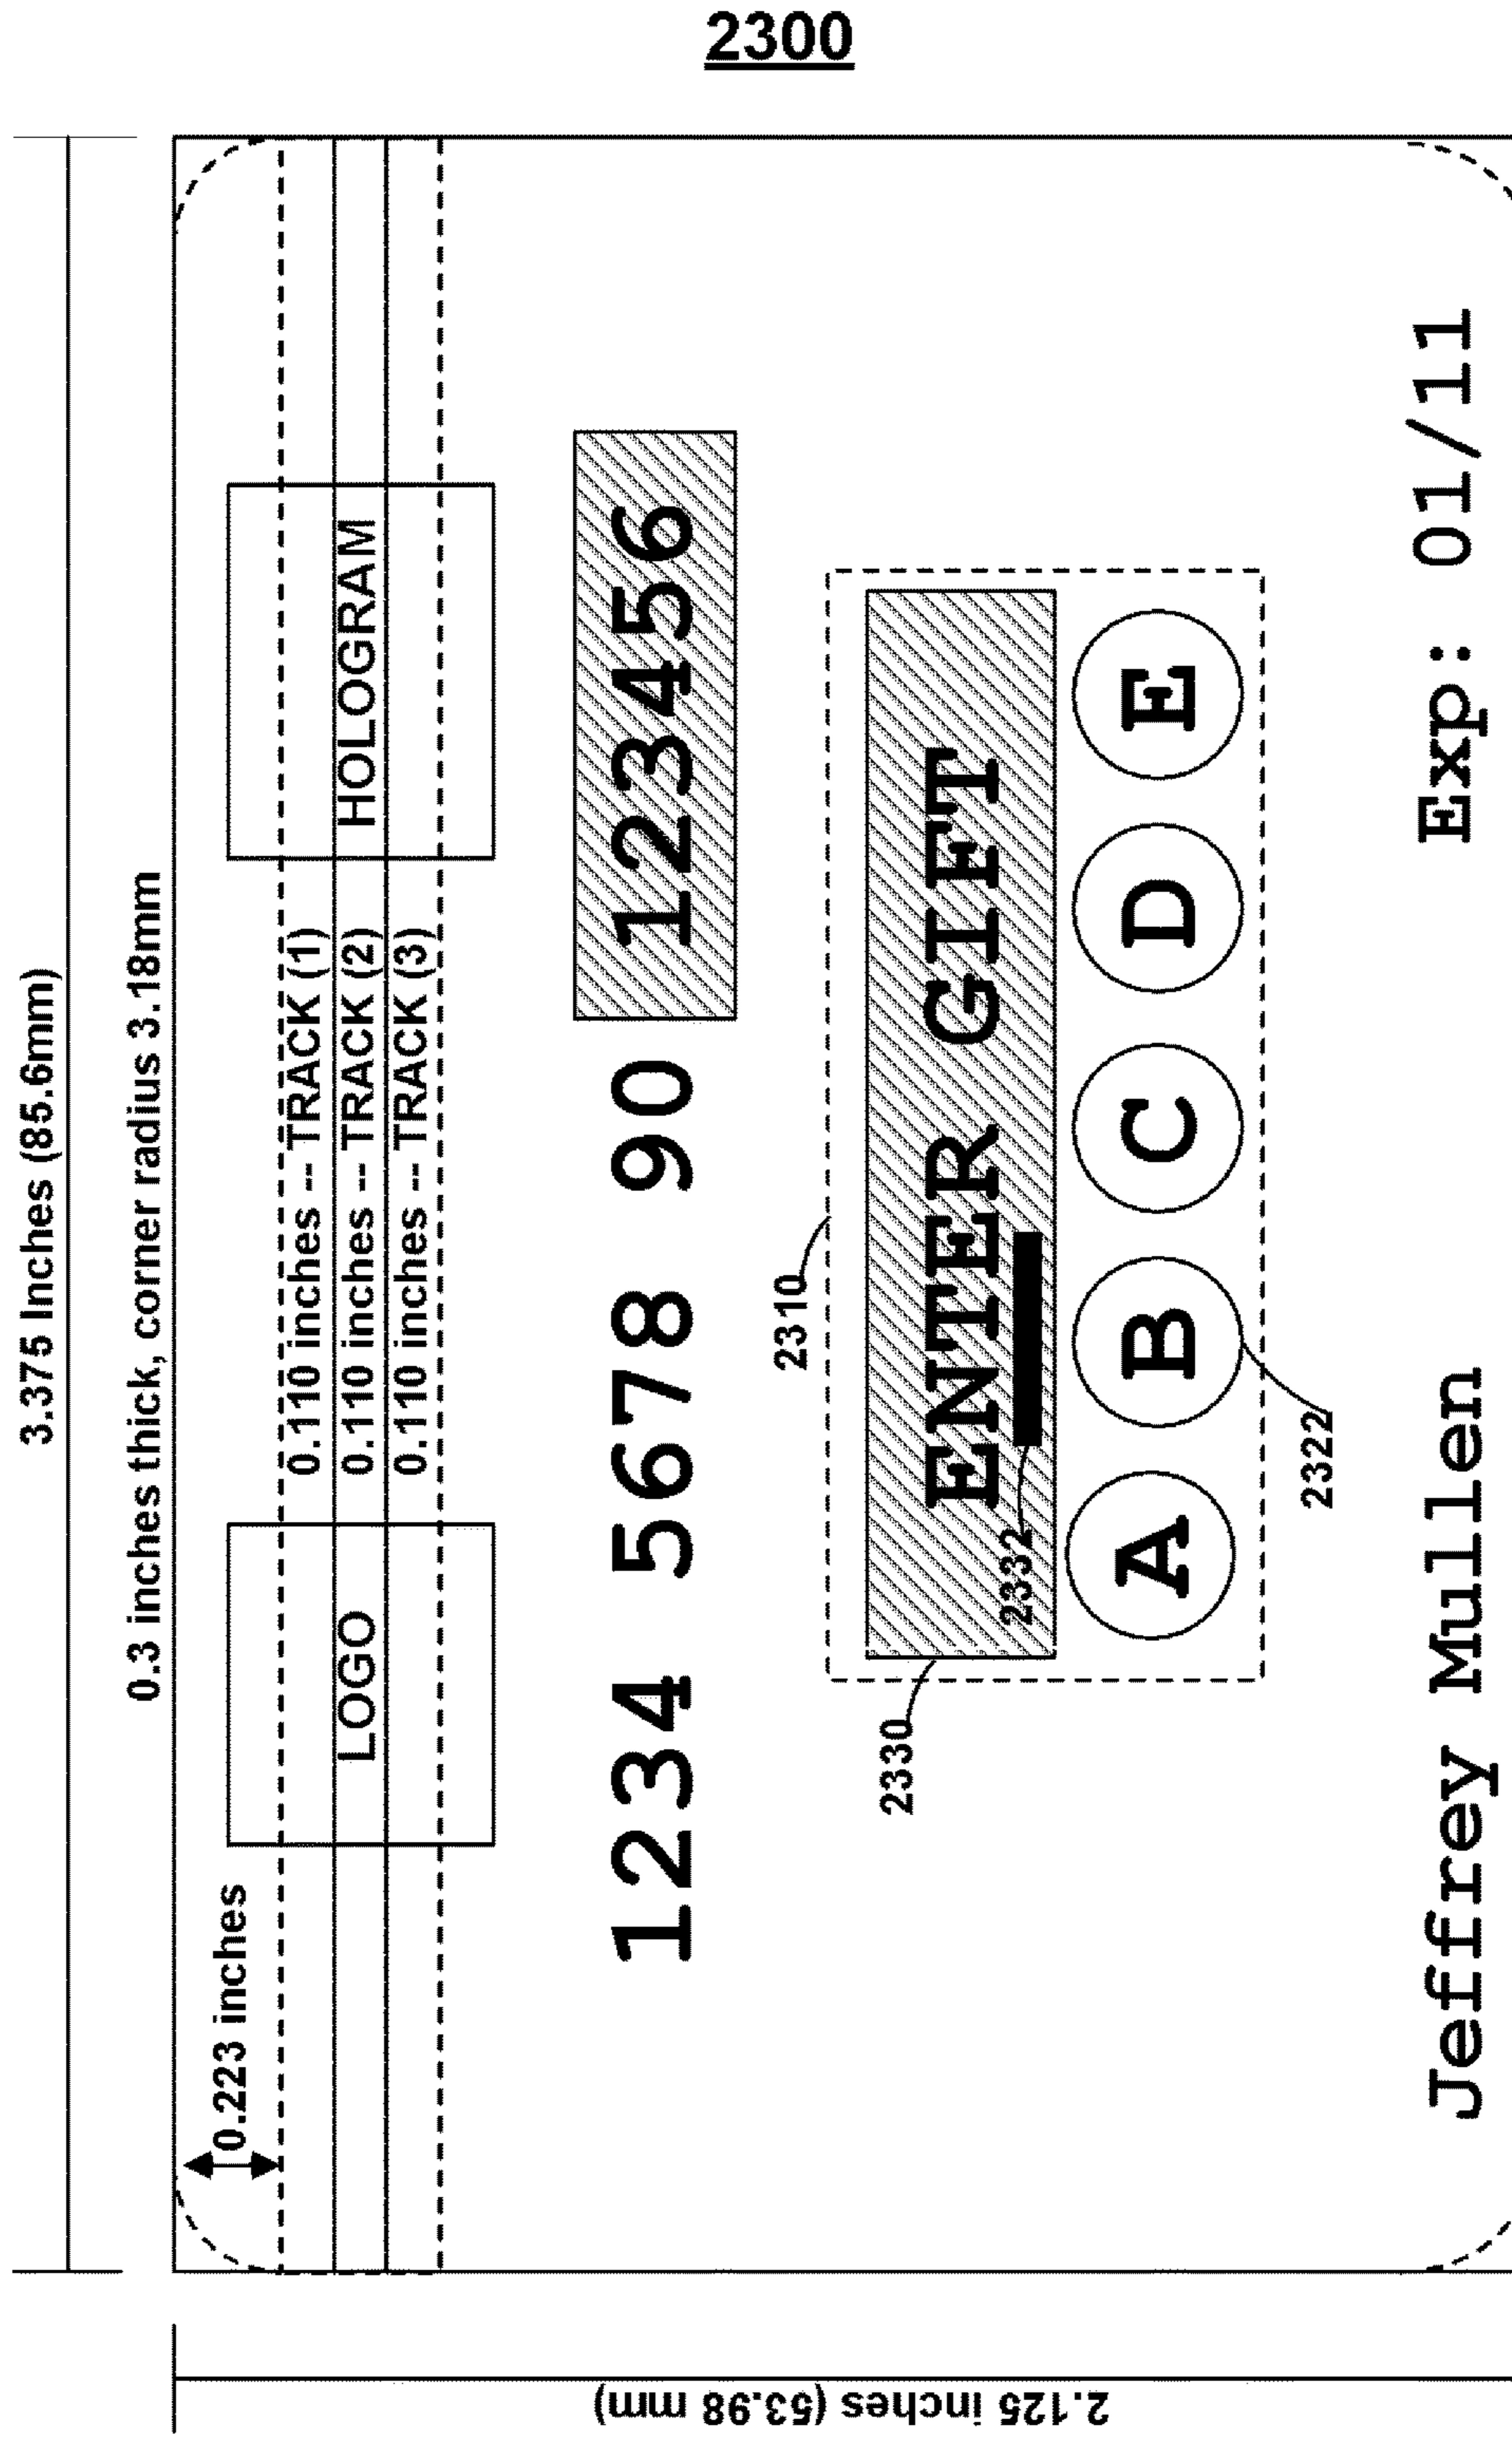 2300
3.375 Inches (85.6mm)
0.3 inches thick, corner radius 3.18mm
0.223 inches
0.110 inches -- TRACK (1)
LOGO
0.110 inches -- TRACK (2)
HOLOGRAM
0.110 inches -- TRACK (3)
1234 5678 90 123456
2310
2330
ENTER GIFT
2332
A B C D E
2322
Jeffrey Mullen Exp: 01/11
2.125 inches (53.98 mm)